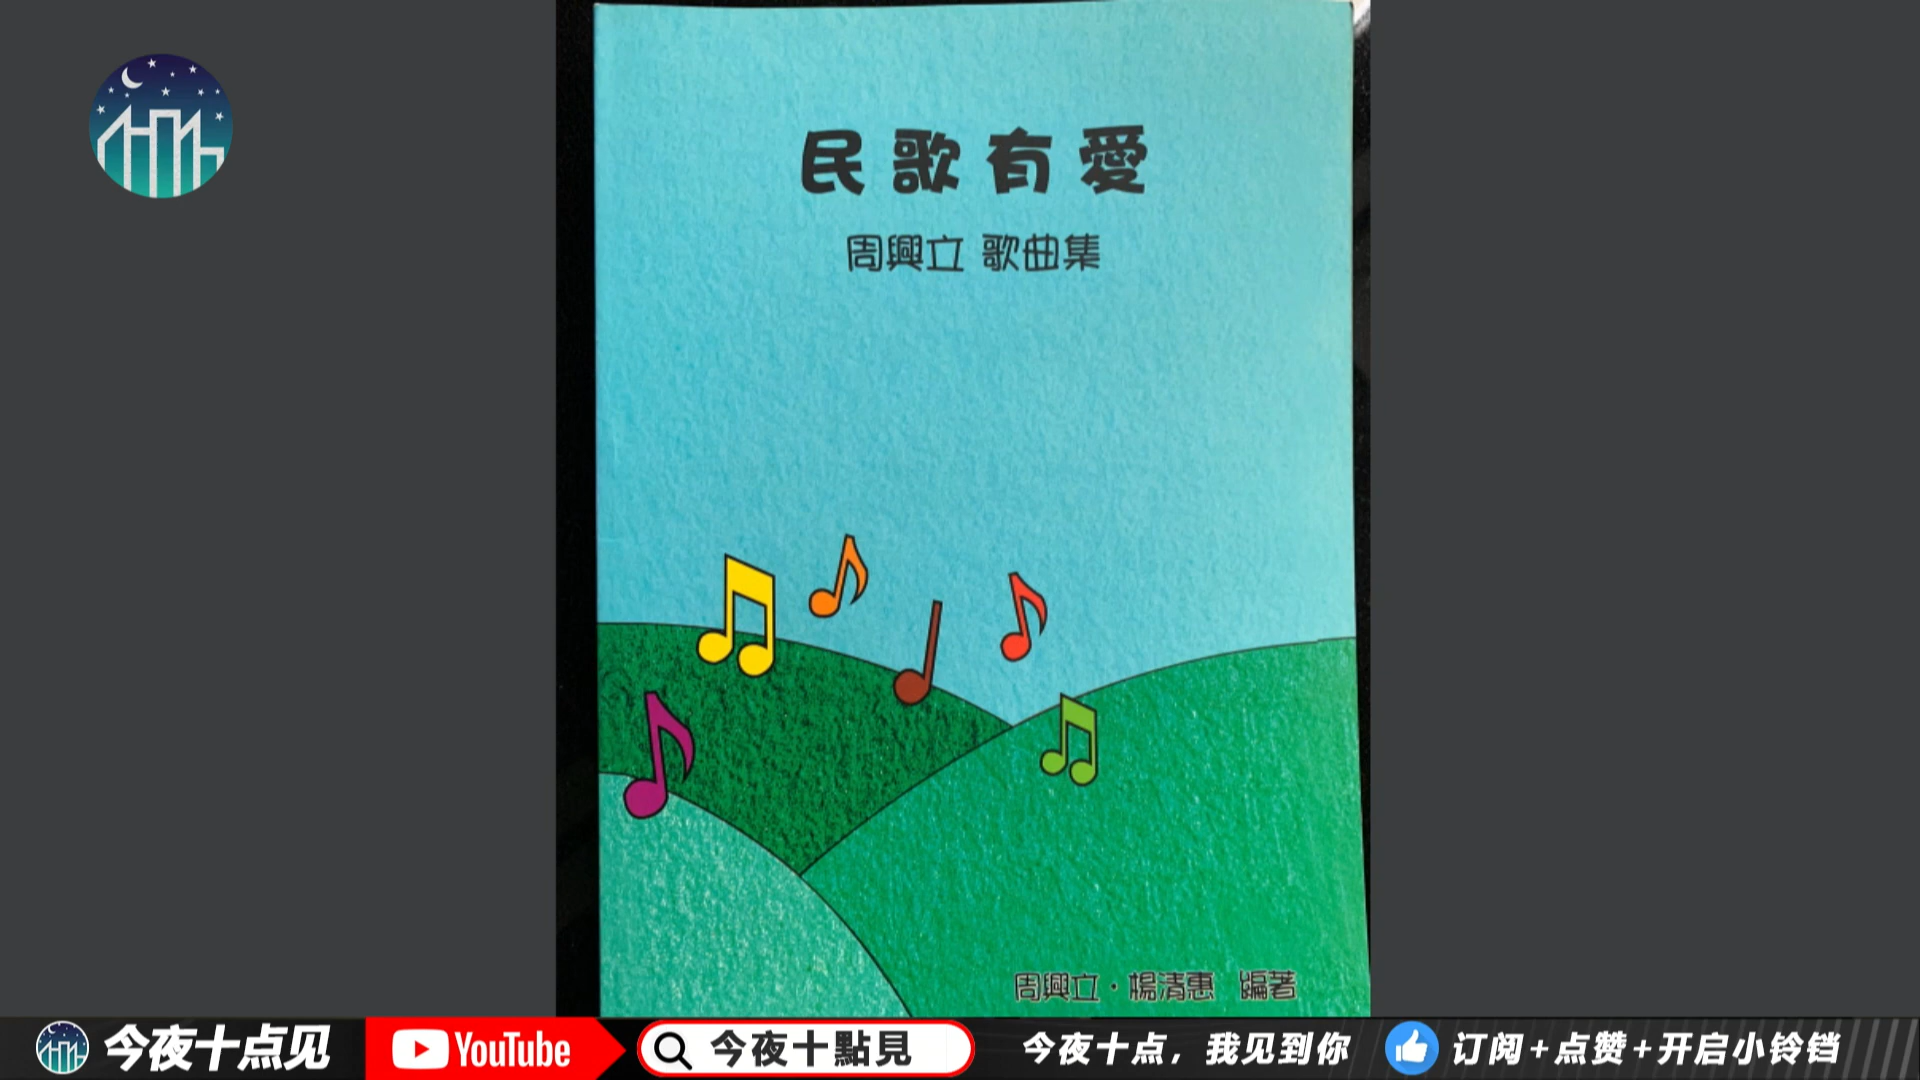 民歌有愛
周興立 歌曲集
周興立·楊清惠 編著
今夜十点见
YouTube
今夜十點見
今夜十点，我见到你
订阅+点赞+开启小铃铛